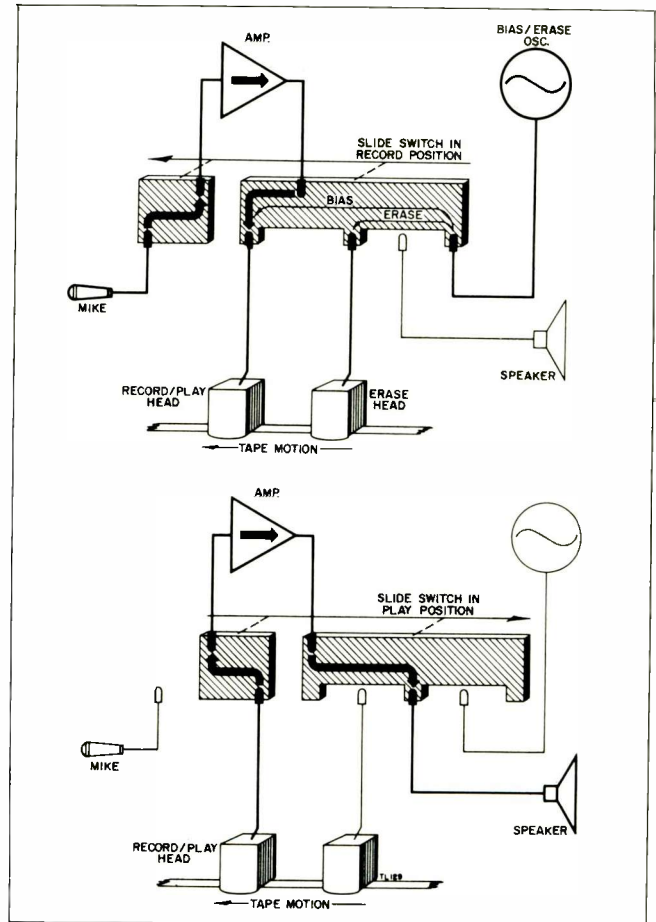 AMP.
BIAS/ERASE
OSC.
SLIDE SWITCH IN
RECORD POSITION
BIAS
ERASE
MIKE
SPEAKER
RECORD/PLAY
HEAD
ERASE
HEAD
TAPE MOTION
AMP.
SLIDE SWITCH IN
PLAY POSITION
MIKE
SPEAKER
RECORD/PLAY
HEAD
TL129
TAPE MOTION